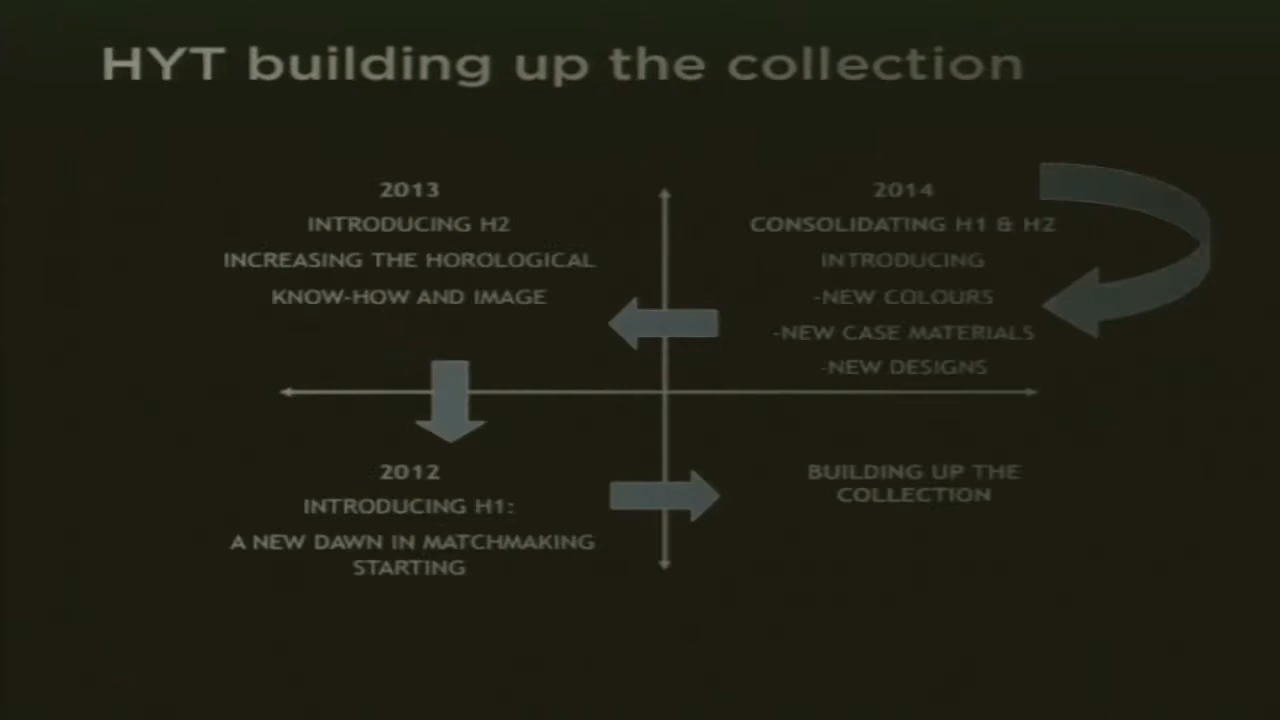 HYT building up the collection
2013
INTRODUCING H2
INCREASING THE HOROLOGICAL
KNOW-HOW AND IMAGE
2014
CONSOLIDATING H1 & H2
INTRODUCING
-NEW COLOURS
-NEW CASE MATERIALS
-NEW DESIGNS
2012
INTRODUCING H1:
A NEW DAWN IN MATCHMAKING
STARTING
BUILDING UP THE
COLLECTION